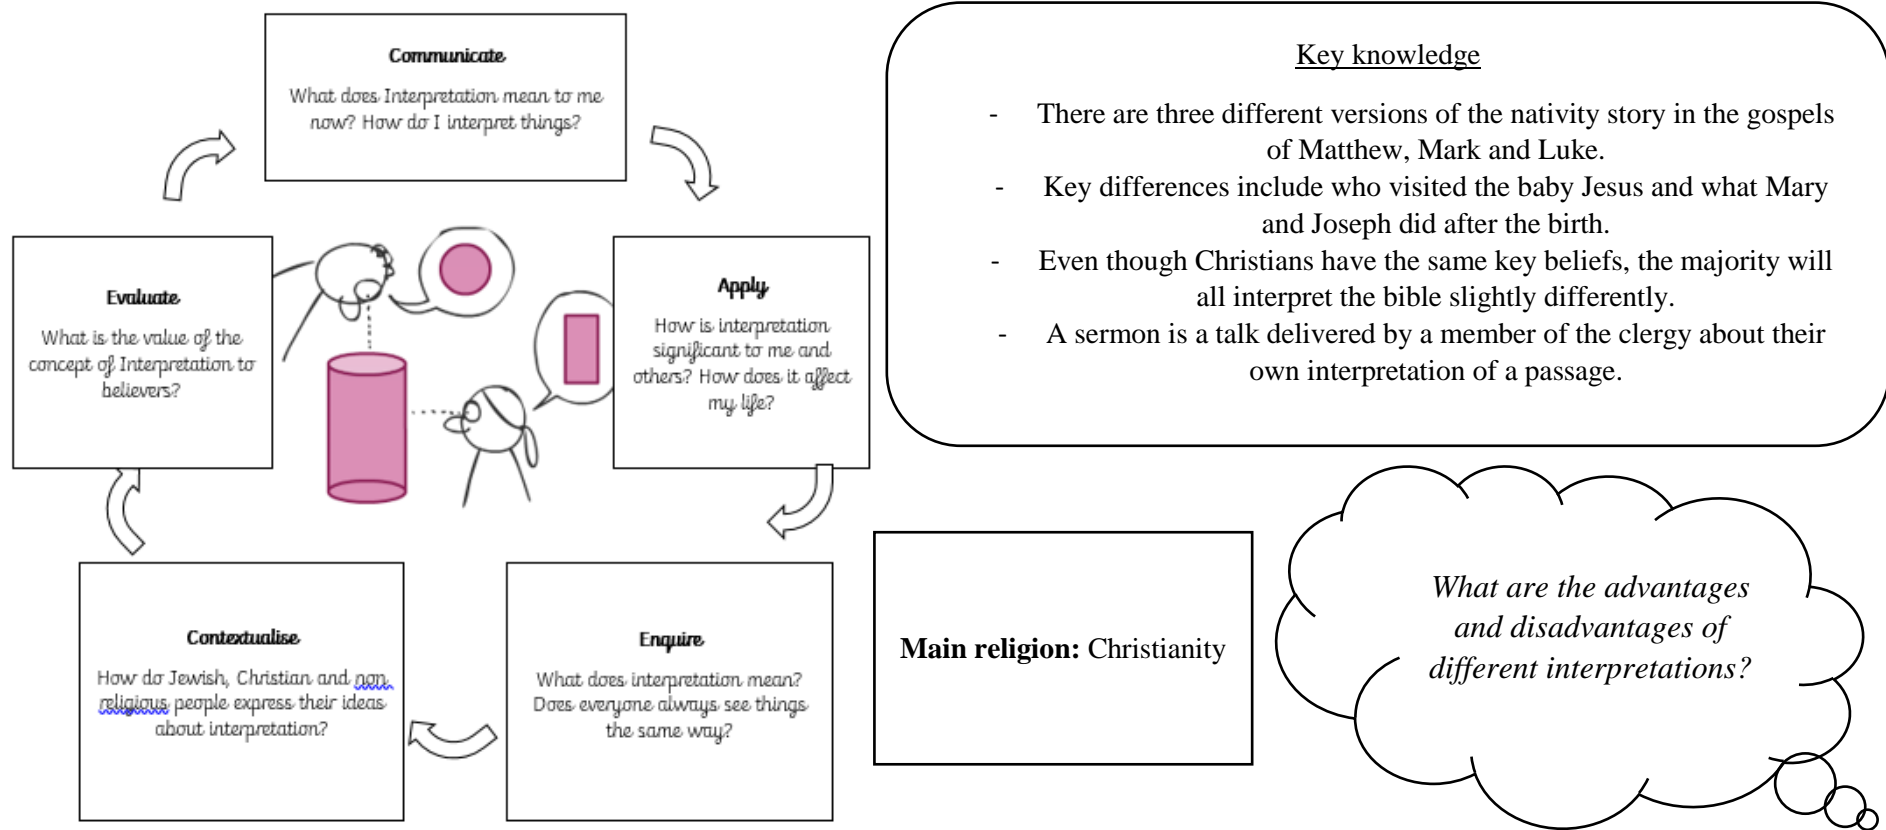 Communicate
What does Interpretation mean to me
now? How do I interpret things?
Evaluate
What is the value of the
concept of Interpretation to
believers?
Apply
How is interpretation
significant to me and
others? How does it affect
my life?
Contextualise
How do Jewish, Christian and non
religious people express their ideas
about interpretation?
Enquire
What does interpretation mean?
Does everyone always see things
the same way?
Key knowledge
- There are three different versions of the nativity story in the gospels
of Matthew, Mark and Luke.
- Key differences include who visited the baby Jesus and what Mary
and Joseph did after the birth.
- Even though Christians have the same key beliefs, the majority will
all interpret the bible slightly differently.
- A sermon is a talk delivered by a member of the clergy about their
own interpretation of a passage.
Main religion: Christianity
What are the advantages
and disadvantages of
different interpretations?